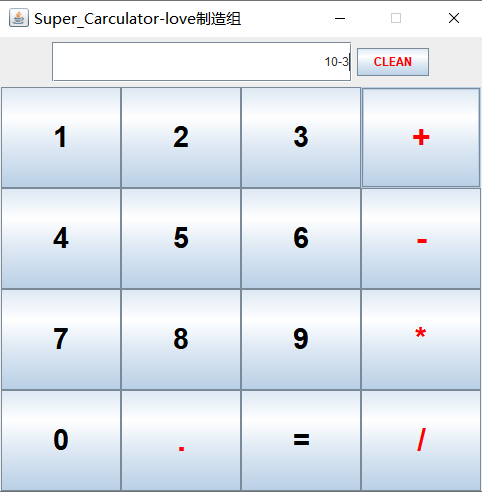 Super_Carculator-love制造组
10-3 CLEAN
1 2 3 +
4 5 6 -
7 8 9 *
0 . = /